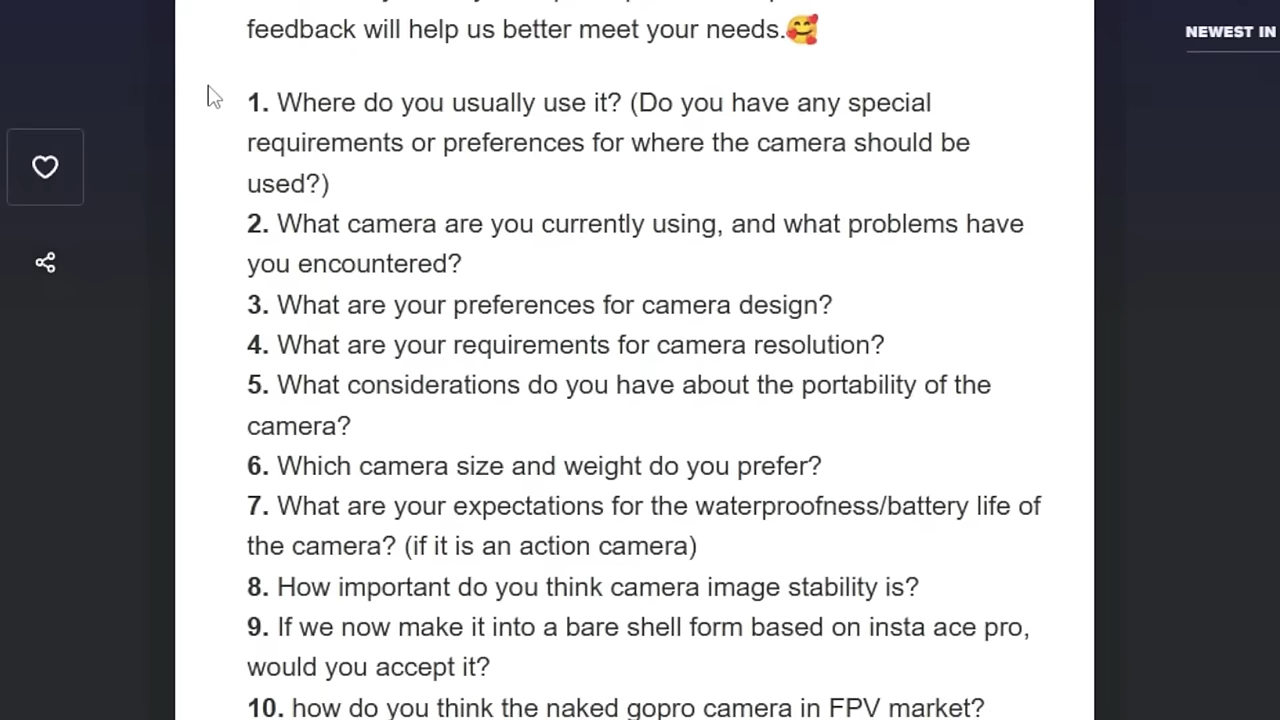 feedback will help us better meet your needs.🥰
NEWEST IN
1. Where do you usually use it? (Do you have any special
requirements or preferences for where the camera should be
used?)
2. What camera are you currently using, and what problems have
you encountered?
3. What are your preferences for camera design?
4. What are your requirements for camera resolution?
5. What considerations do you have about the portability of the
camera?
6. Which camera size and weight do you prefer?
7. What are your expectations for the waterproofness/battery life of
the camera? (if it is an action camera)
8. How important do you think camera image stability is?
9. If we now make it into a bare shell form based on insta ace pro,
would you accept it?
10. how do you think the naked gopro camera in FPV market?